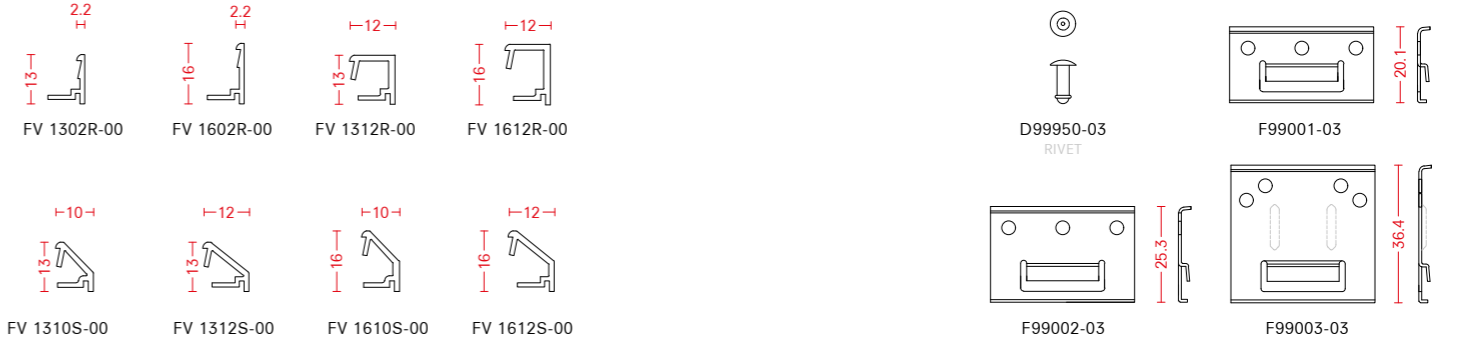 2.2
2.2
12
12
13
16
13
16
20.1
FV 1302R-00
FV 1602R-00
FV 1312R-00
FV 1612R-00
D99950-03
RIVET
F99001-03
10
12
10
12
13
13
16
16
25.3
36.4
FV 1310S-00
FV 1312S-00
FV 1610S-00
FV 1612S-00
F99002-03
F99003-03